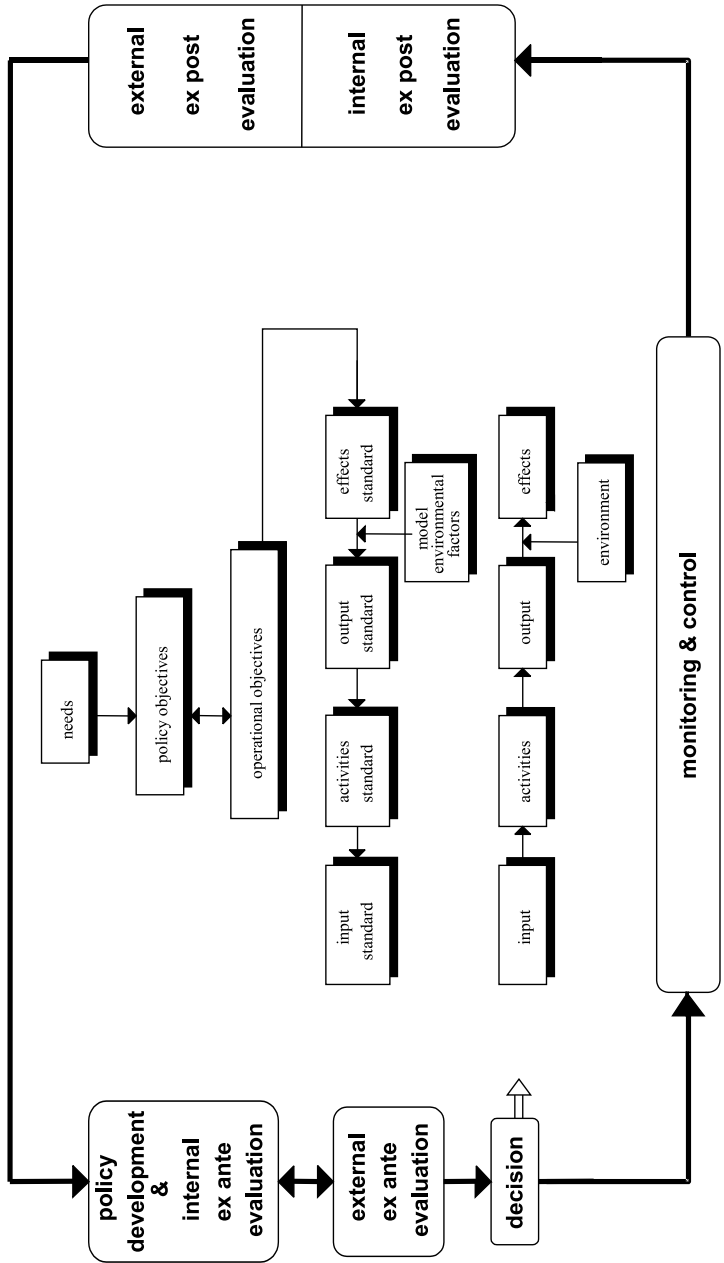 policy
development
&
internal
ex ante
evaluation
external
ex ante
evaluation
decision
needs
policy objectives
operational objectives
input
standard
activities
standard
output
standard
effects
standard
model
environmental
factors
input
activities
output
effects
environment
monitoring & control
external
ex post
evaluation
internal
ex post
evaluation